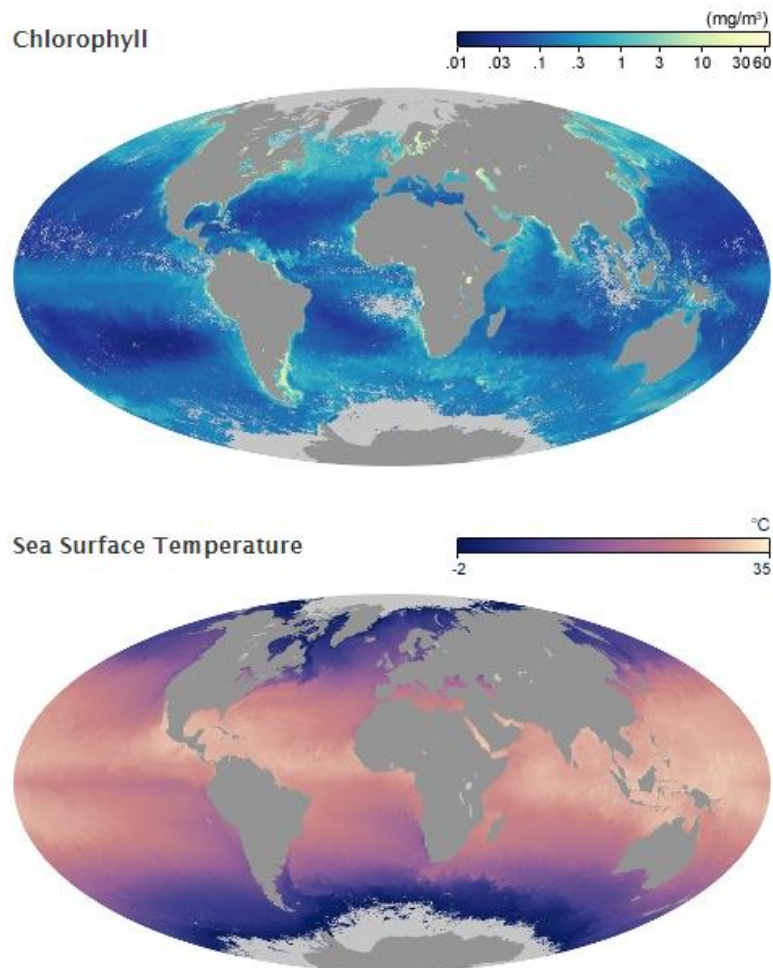 (mg/m³)
Chlorophyll
.01 .03 .1 .3 1 3 10 30 60
°C
Sea Surface Temperature
-2 35